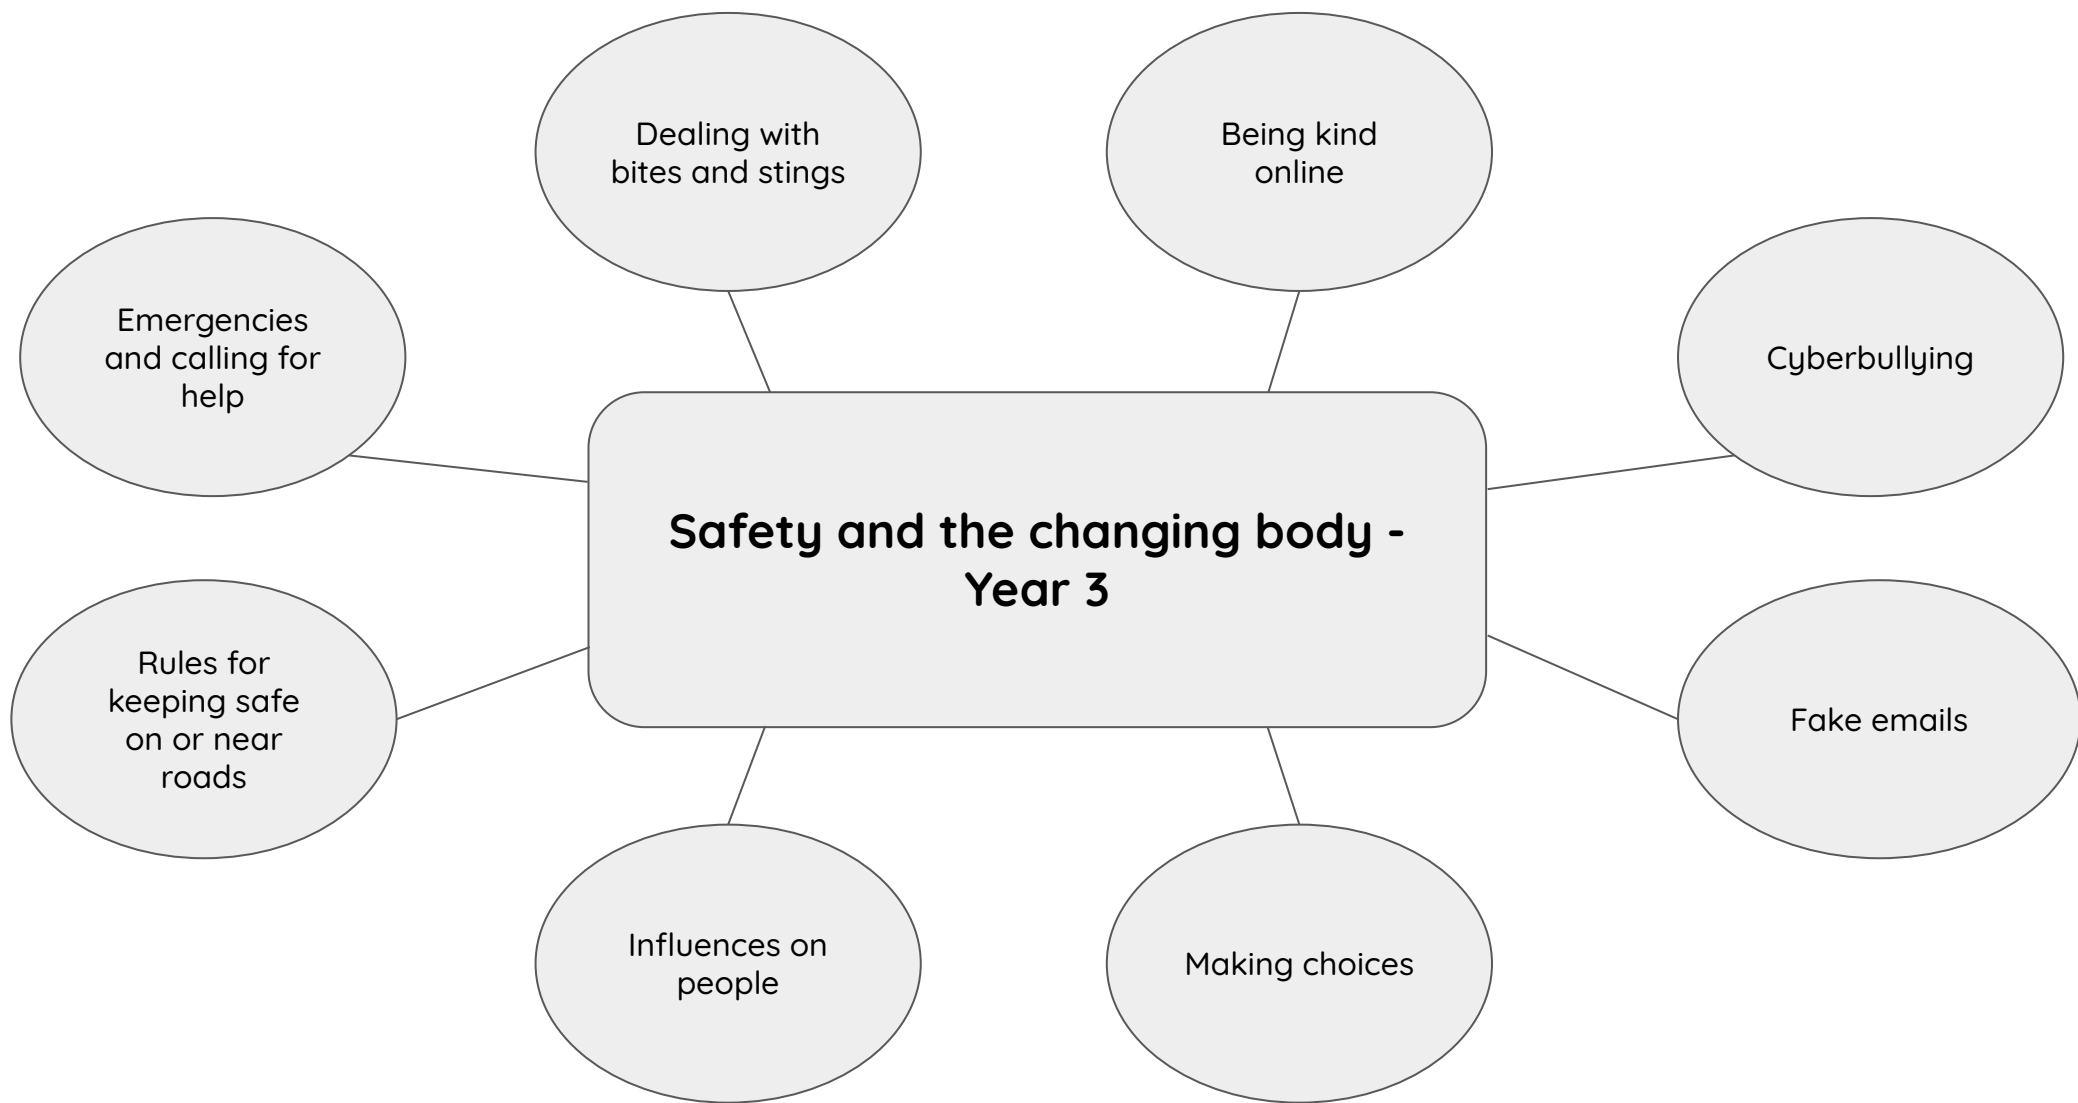 Dealing with
bites and stings
Being kind
online
Emergencies
and calling for
help
Cyberbullying
Safety and the changing body -
Year 3
Rules for
keeping safe
on or near
roads
Fake emails
Influences on
people
Making choices